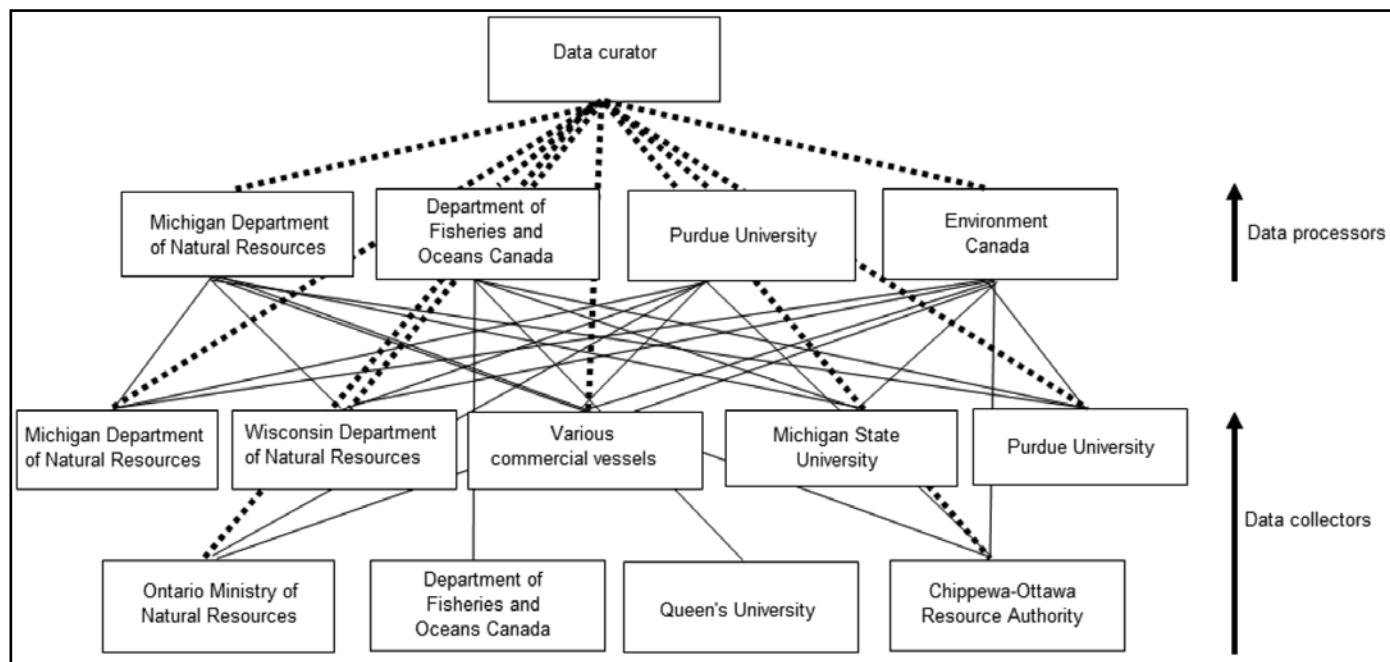 Data curator
Michigan Department
of Natural Resources
Department of
Fisheries and
Oceans Canada
Purdue University
Environment
Canada
Data processors
Michigan Department
of Natural Resources
Wisconsin Department
of Natural Resources
Various
commercial vessels
Michigan State
University
Purdue University
Data collectors
Ontario Ministry of
Natural Resources
Department of
Fisheries and
Oceans Canada
Queen's University
Chippewa-Ottawa
Resource Authority